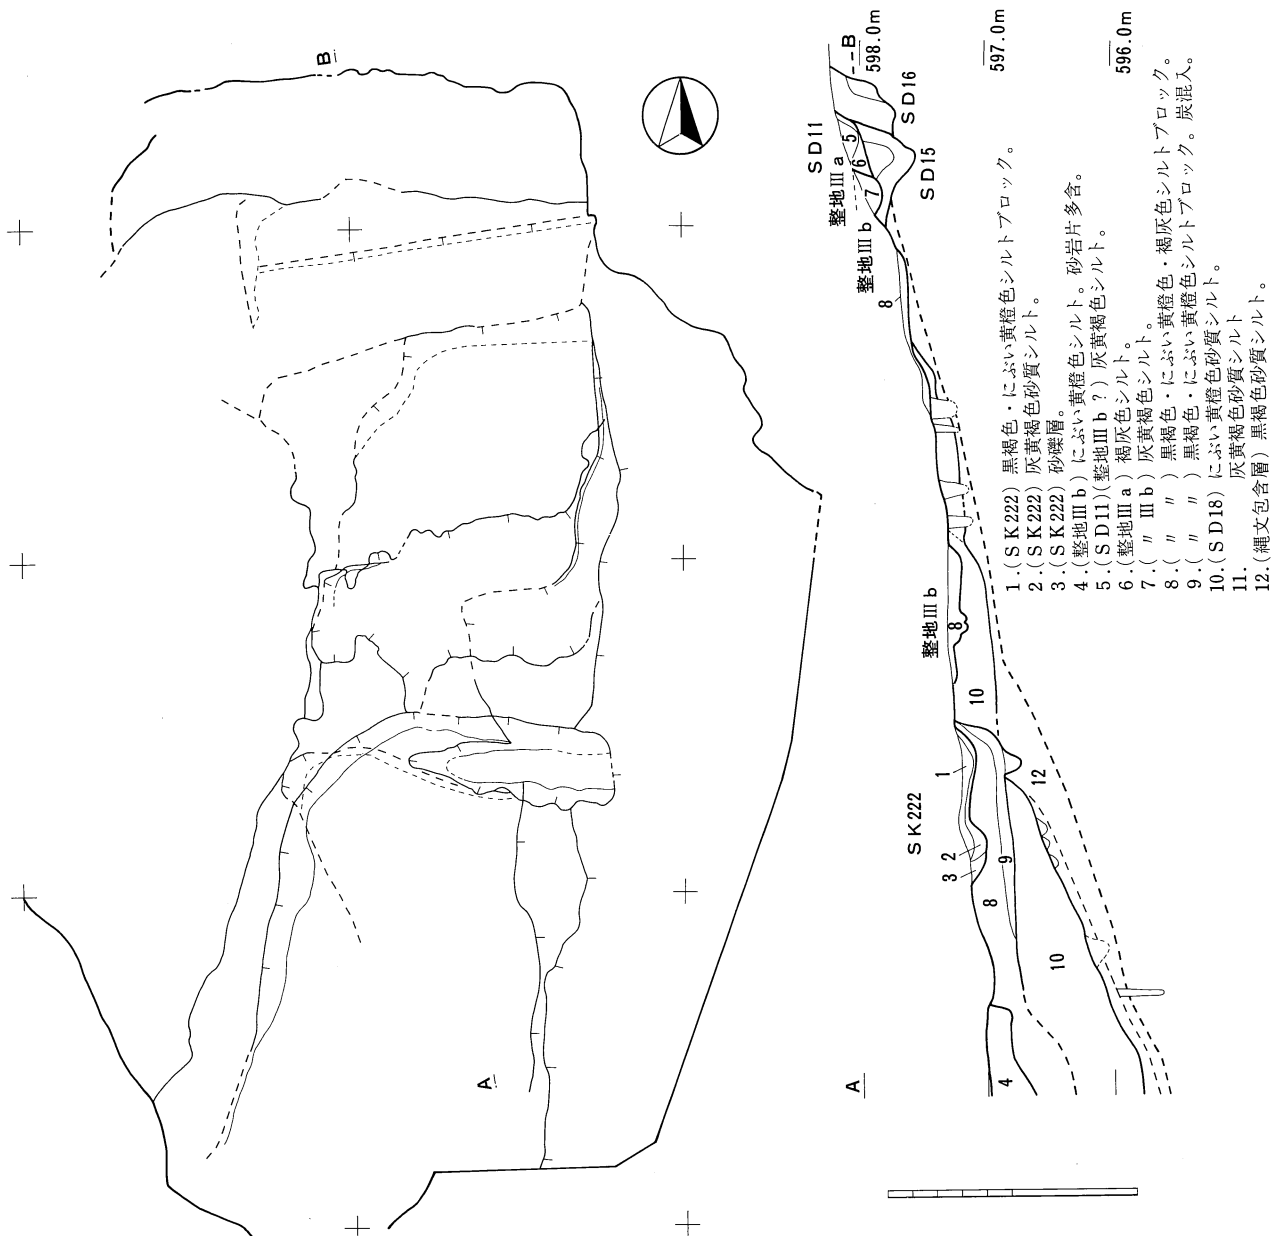 B
A
SD11
整地Ⅲa
5
6
7
SD15
SD16
B
598.0m
597.0m
596.0m
整地Ⅲb
8
整地Ⅲb
8
10
SK222
1
2
3
8
9
12
10
4
A
1.(SK222) 黒褐色・にぶい黄橙色シルトブロック。
2.(SK222) 灰黄褐色砂質シルト。
3.(SK222) 砂礫層。
4.(整地Ⅲb) にぶい黄橙色シルト。砂岩片多含。
5.(SD11)(整地Ⅲb?) 灰黄褐色シルト。
6.(整地Ⅲa) 褐灰色シルト。
7.( 〃 Ⅲb) 灰黄褐色シルト。
8.( 〃 〃 ) 黒褐色・にぶい黄橙色・褐灰色シルトブロック。
9.( 〃 〃 ) 黒褐色・にぶい黄橙色シルトブロック。炭混入。
10.(SD18) にぶい黄橙色砂質シルト。
11. 灰黄褐色砂質シルト
12.(縄文包含層) 黒褐色砂質シルト。